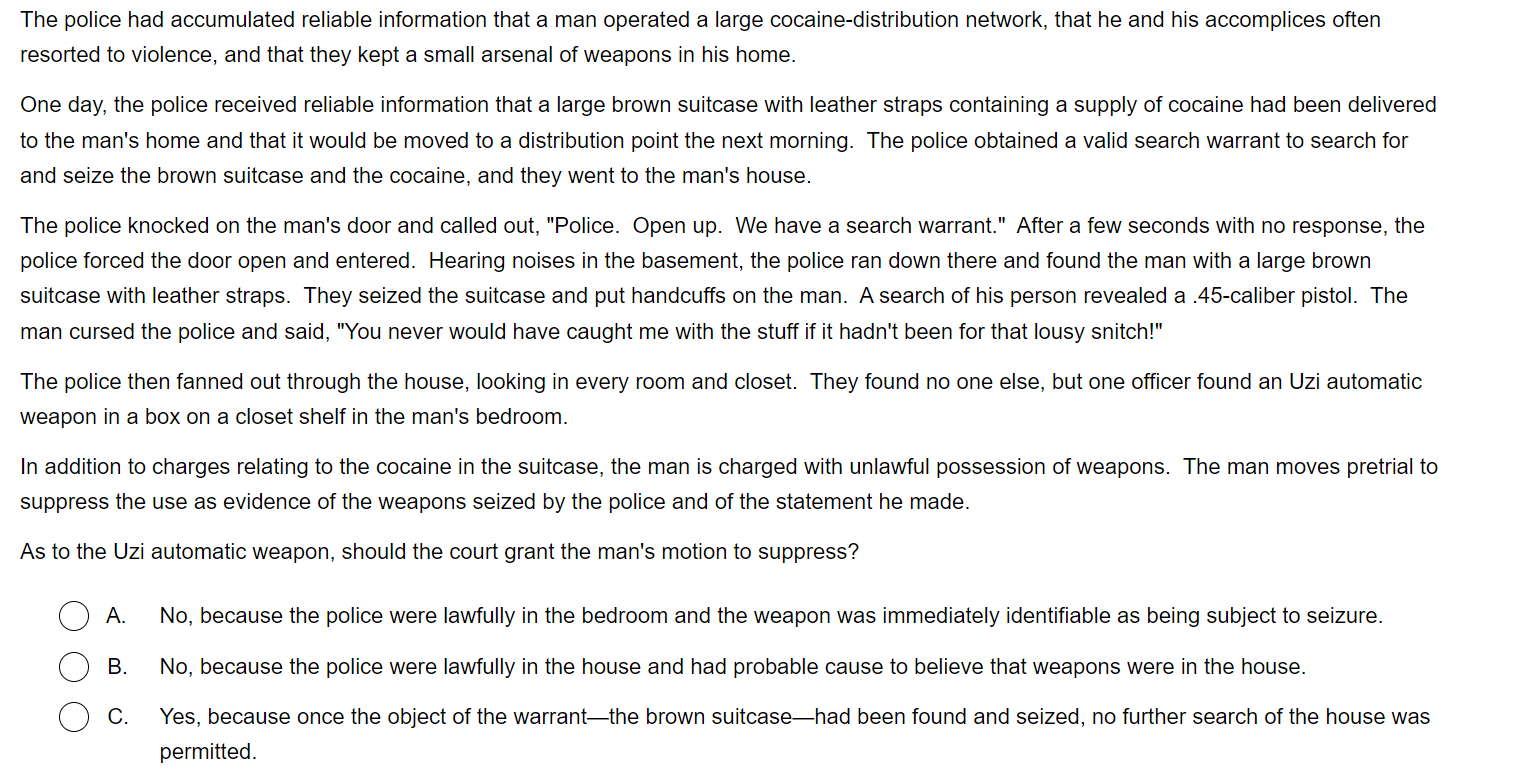 The police had accumulated reliable information that a man operated a large cocaine-distribution network, that he and his accomplices often
resorted to violence, and that they kept a small arsenal of weapons in his home.
One day, the police received reliable information that a large brown suitcase with leather straps containing a supply of cocaine had been delivered
to the man's home and that it would be moved to a distribution point the next morning.  The police obtained a valid search warrant to search for
and seize the brown suitcase and the cocaine, and they went to the man's house.
The police knocked on the man's door and called out, "Police.  Open up.  We have a search warrant."  After a few seconds with no response, the
police forced the door open and entered.  Hearing noises in the basement, the police ran down there and found the man with a large brown
suitcase with leather straps.  They seized the suitcase and put handcuffs on the man.  A search of his person revealed a .45-caliber pistol.  The
man cursed the police and said, "You never would have caught me with the stuff if it hadn't been for that lousy snitch!"
The police then fanned out through the house, looking in every room and closet.  They found no one else, but one officer found an Uzi automatic
weapon in a box on a closet shelf in the man's bedroom.
In addition to charges relating to the cocaine in the suitcase, the man is charged with unlawful possession of weapons.  The man moves pretrial to
suppress the use as evidence of the weapons seized by the police and of the statement he made.
As to the Uzi automatic weapon, should the court grant the man's motion to suppress?
A. No, because the police were lawfully in the bedroom and the weapon was immediately identifiable as being subject to seizure.
B. No, because the police were lawfully in the house and had probable cause to believe that weapons were in the house.
C. Yes, because once the object of the warrant—the brown suitcase—had been found and seized, no further search of the house was
permitted.